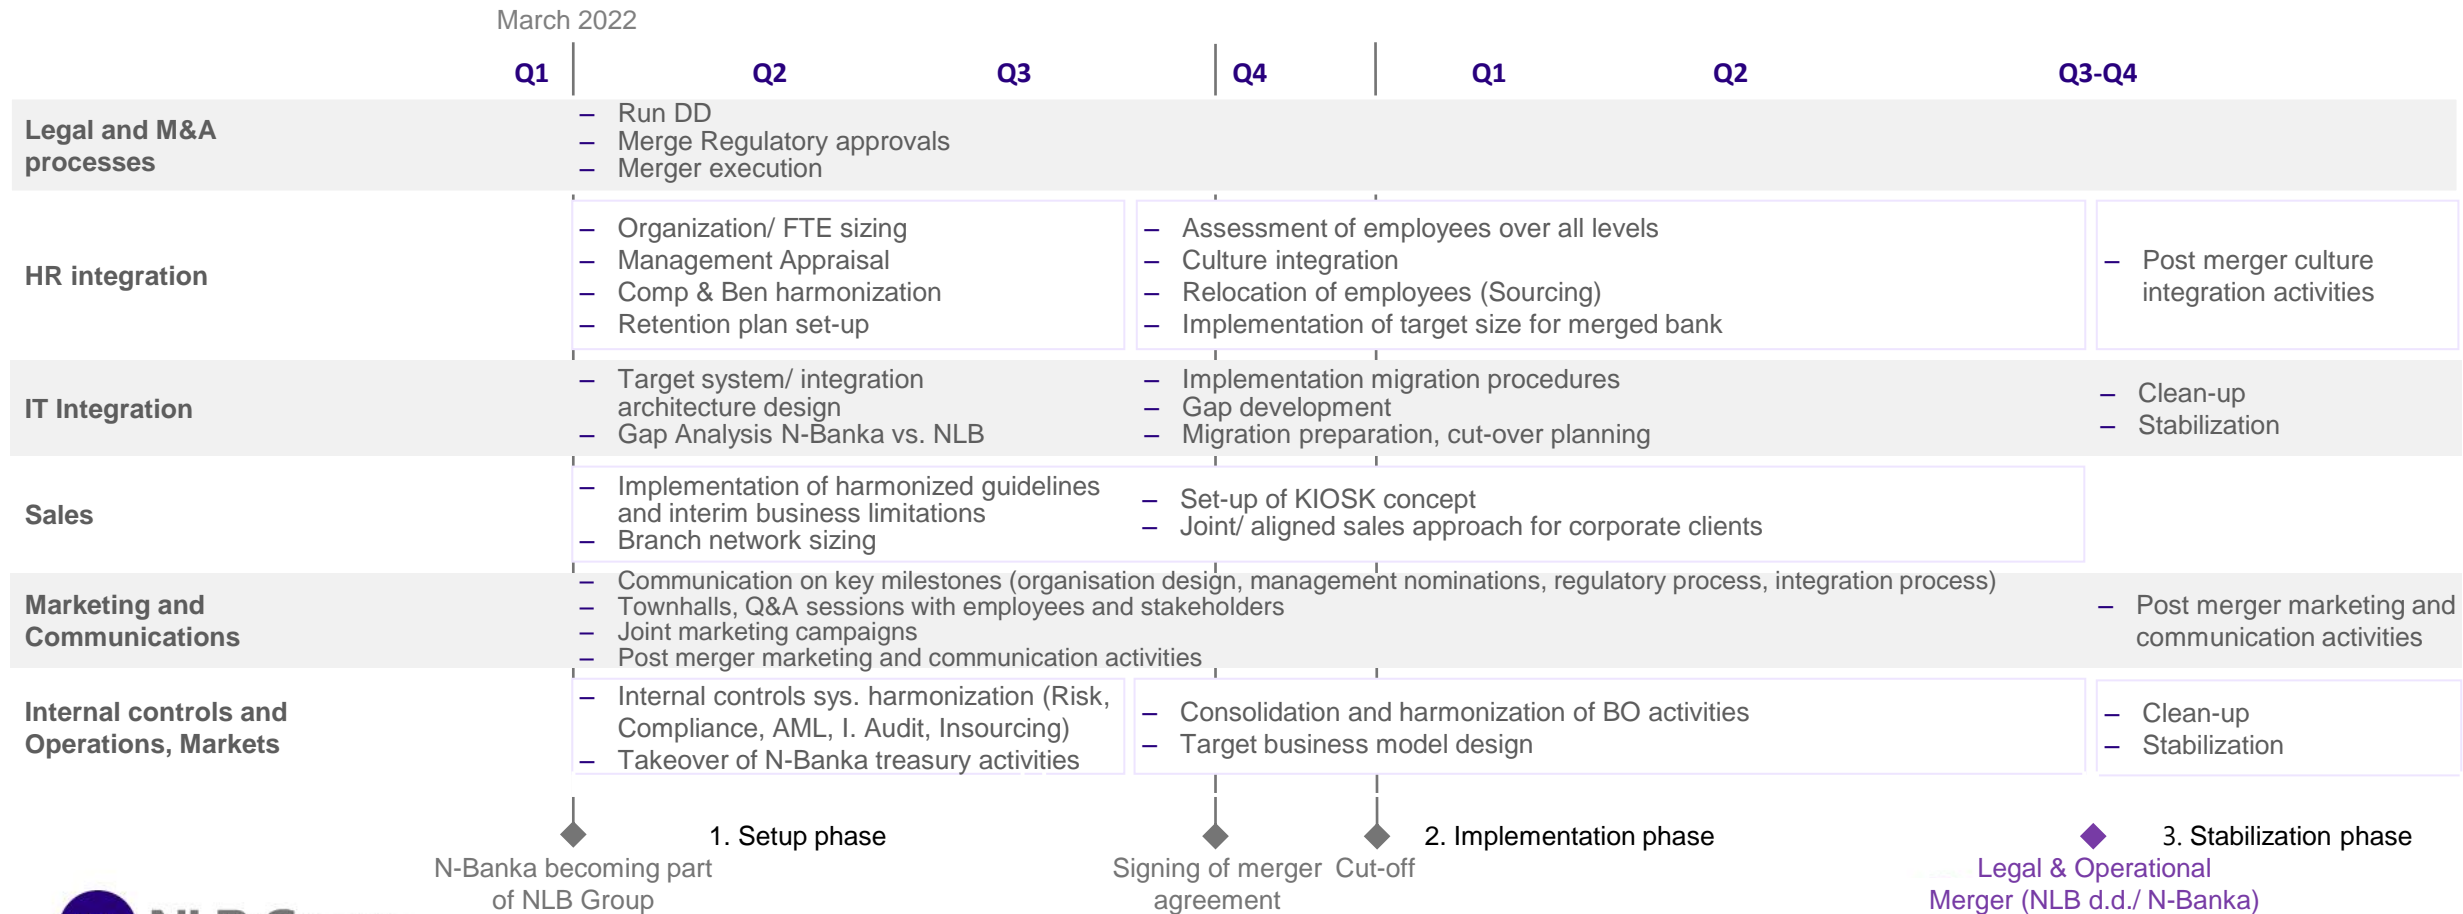 March 2022
Q1 Q2 Q3 Q4 Q1 Q2 Q3-Q4
Legal and M&A
processes
– Run DD
– Merge Regulatory approvals
– Merger execution
HR integration
– Organization/ FTE sizing
– Management Appraisal
– Comp & Ben harmonization
– Retention plan set-up
– Assessment of employees over all levels
– Culture integration
– Relocation of employees (Sourcing)
– Implementation of target size for merged bank
– Post merger culture
integration activities
IT Integration
– Target system/ integration
architecture design
– Gap Analysis N-Banka vs. NLB
– Implementation migration procedures
– Gap development
– Migration preparation, cut-over planning
– Clean-up
– Stabilization
Sales
– Implementation of harmonized guidelines
and interim business limitations
– Branch network sizing
– Set-up of KIOSK concept
– Joint/ aligned sales approach for corporate clients
Marketing and
Communications
– Communication on key milestones (organisation design, management nominations, regulatory process, integration process)
– Townhalls, Q&A sessions with employees and stakeholders
– Joint marketing campaigns
– Post merger marketing and communication activities
– Post merger marketing and
communication activities
Internal controls and
Operations, Markets
– Internal controls sys. harmonization (Risk,
Compliance, AML, I. Audit, Insourcing)
– Takeover of N-Banka treasury activities
– Consolidation and harmonization of BO activities
– Target business model design
– Clean-up
– Stabilization
1. Setup phase
2. Implementation phase
3. Stabilization phase
N-Banka becoming part
of NLB Group
Signing of merger
agreement
Cut-off
Legal & Operational
Merger (NLB d.d./ N-Banka)